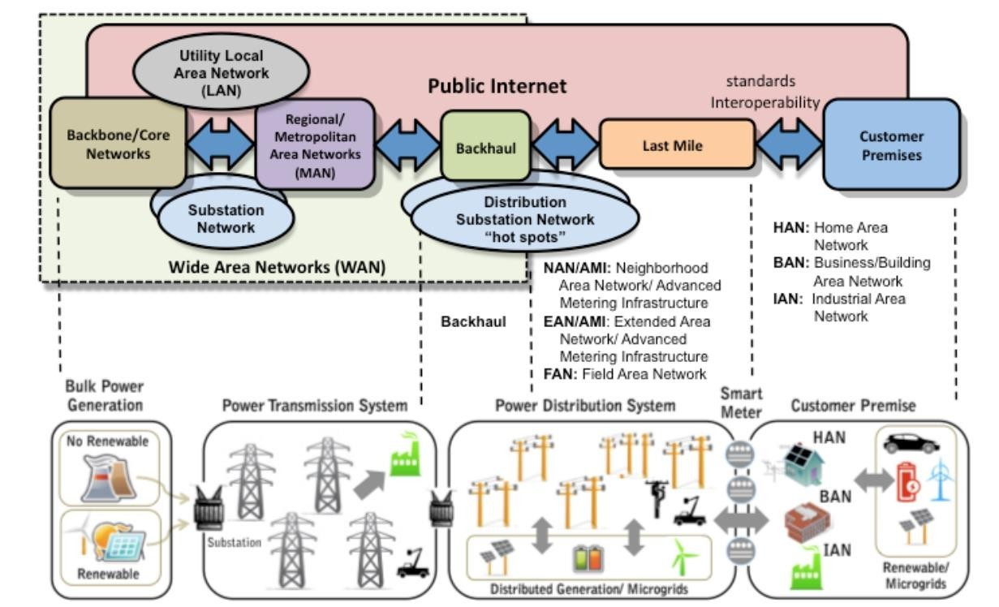 Utility Local
Area Network
(LAN)
Public Internet
standards
Interoperability
Backbone/Core
Networks
Regional/
Metropolitan
Area Networks
(MAN)
Backhaul
Last Mile
Customer
Premises
Substation
Network
Distribution
Substation Network
“hot spots”
Wide Area Networks (WAN)
HAN: Home Area
Network
BAN: Business/Building
Area Network
IAN: Industrial Area
Network
Backhaul
NAN/AMI: Neighborhood
Area Network/ Advanced
Metering Infrastructure
EAN/AMI: Extended Area
Network/ Advanced
Metering Infrastructure
FAN: Field Area Network
Bulk Power
Generation
Power Transmission System
Power Distribution System
Smart
Meter
Customer Premise
No Renewable
Renewable
Substation
Distributed Generation/ Microgrids
HAN
BAN
IAN
Renewable/
Microgrids